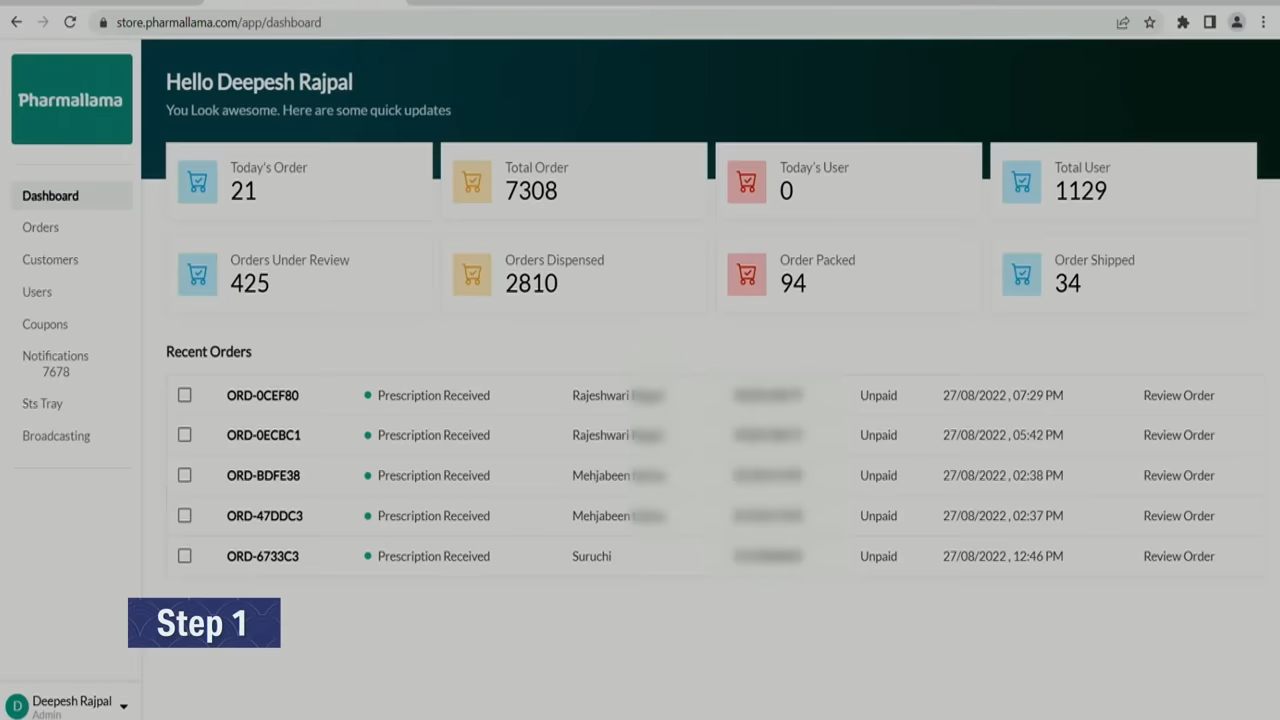 store.pharmallama.com/app/dashboard
Pharmallama
Hello Deepesh Rajpal
You Look awesome. Here are some quick updates
Today's Order
21
Total Order
7308
Today's User
0
Total User
1129
Orders Under Review
425
Orders Dispensed
2810
Order Packed
94
Order Shipped
34
Dashboard
Orders
Customers
Users
Coupons
Notifications
7678
Sts Tray
Broadcasting
Recent Orders
ORD-0CEF80 Prescription Received Rajeshwari Unpaid 27/08/2022, 07:29 PM Review Order
ORD-0ECBC1 Prescription Received Rajeshwari Unpaid 27/08/2022, 05:42 PM Review Order
ORD-BDFE38 Prescription Received Mehjabeen Unpaid 27/08/2022, 02:38 PM Review Order
ORD-47DDC3 Prescription Received Mehjabeen Unpaid 27/08/2022, 02:37 PM Review Order
ORD-6733C3 Prescription Received Suruchi Unpaid 27/08/2022, 12:46 PM Review Order
Step 1
D
Deepesh Rajpal
Admin